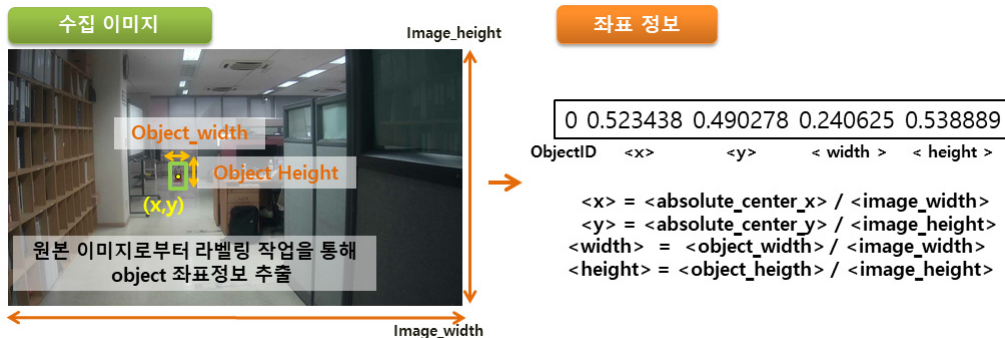 수집 이미지
Image_height
Object_width
Object Height
(x,y)
원본 이미지로부터 라벨링 작업을 통해
object 좌표정보 추출
Image_width
좌표 정보
0 0.523438 0.490278 0.240625 0.538889
ObjectID <x> <y> < width > < height >
<x> = <absolute_center_x> / <image_width>
<y> = <absolute_center_y> / <image_height>
<width> = <object_width> / <image_width>
<height> = <object_heigth> / <image_height>